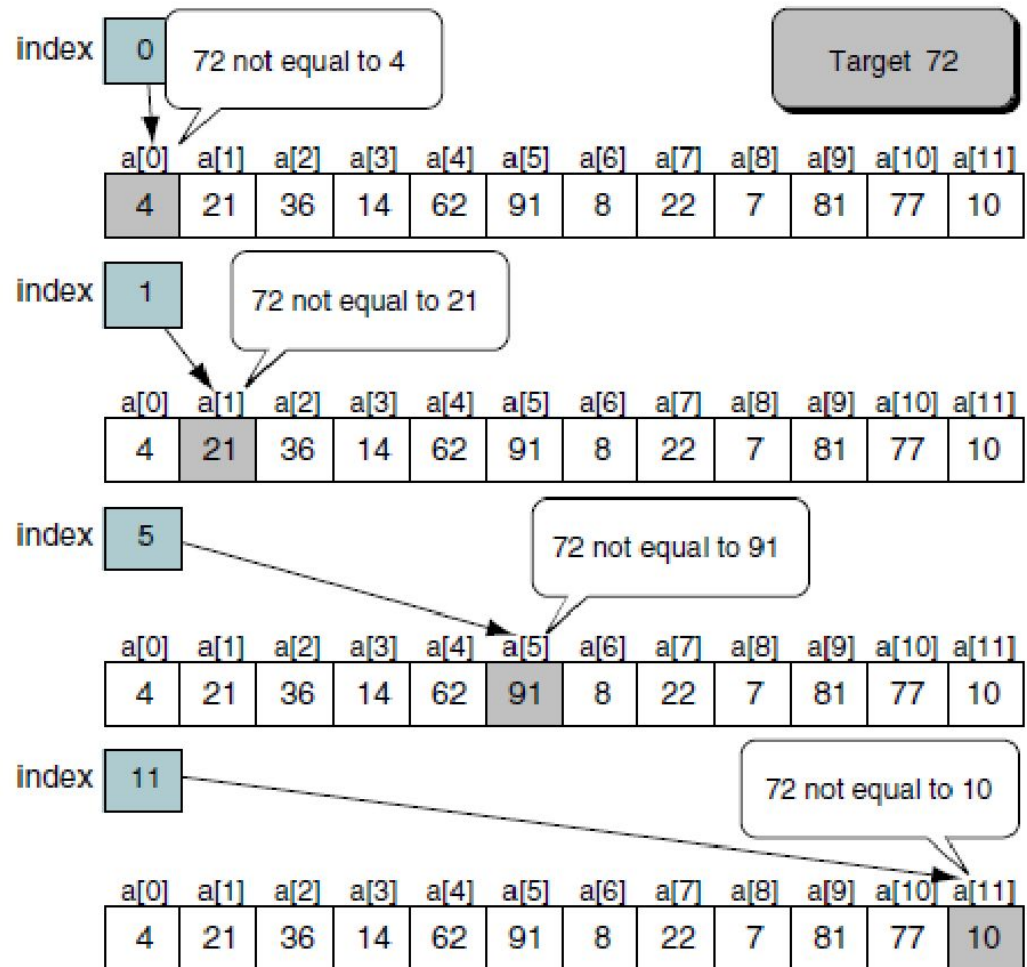 index 0 72 not equal to 4 Target 72
a[0] a[1] a[2] a[3] a[4] a[5] a[6] a[7] a[8] a[9] a[10] a[11]
4 21 36 14 62 91 8 22 7 81 77 10
index 1 72 not equal to 21
a[0] a[1] a[2] a[3] a[4] a[5] a[6] a[7] a[8] a[9] a[10] a[11]
4 21 36 14 62 91 8 22 7 81 77 10
index 5 72 not equal to 91
a[0] a[1] a[2] a[3] a[4] a[5] a[6] a[7] a[8] a[9] a[10] a[11]
4 21 36 14 62 91 8 22 7 81 77 10
index 11 72 not equal to 10
a[0] a[1] a[2] a[3] a[4] a[5] a[6] a[7] a[8] a[9] a[10] a[11]
4 21 36 14 62 91 8 22 7 81 77 10